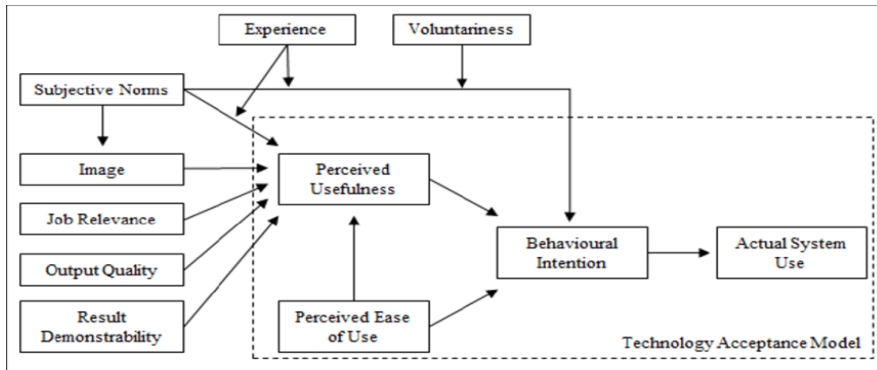 Experience
Voluntariness
Subjective Norms
Image
Perceived
Usefulness
Job Relevance
Behavioural
Intention
Actual System
Use
Output Quality
Result
Demonstrability
Perceived Ease
of Use
Technology Acceptance Model